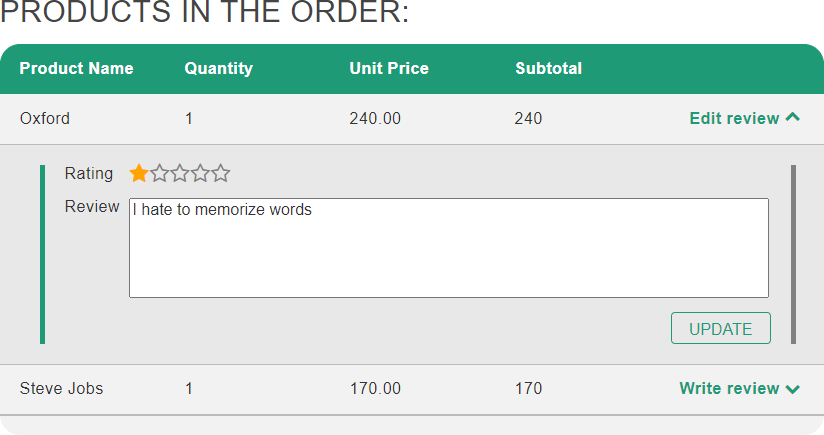 PRODUCTS IN THE ORDER:
Product Name Quantity Unit Price Subtotal
Oxford 1 240.00 240 Edit review
Rating
Review I hate to memorize words
UPDATE
Steve Jobs 1 170.00 170 Write review